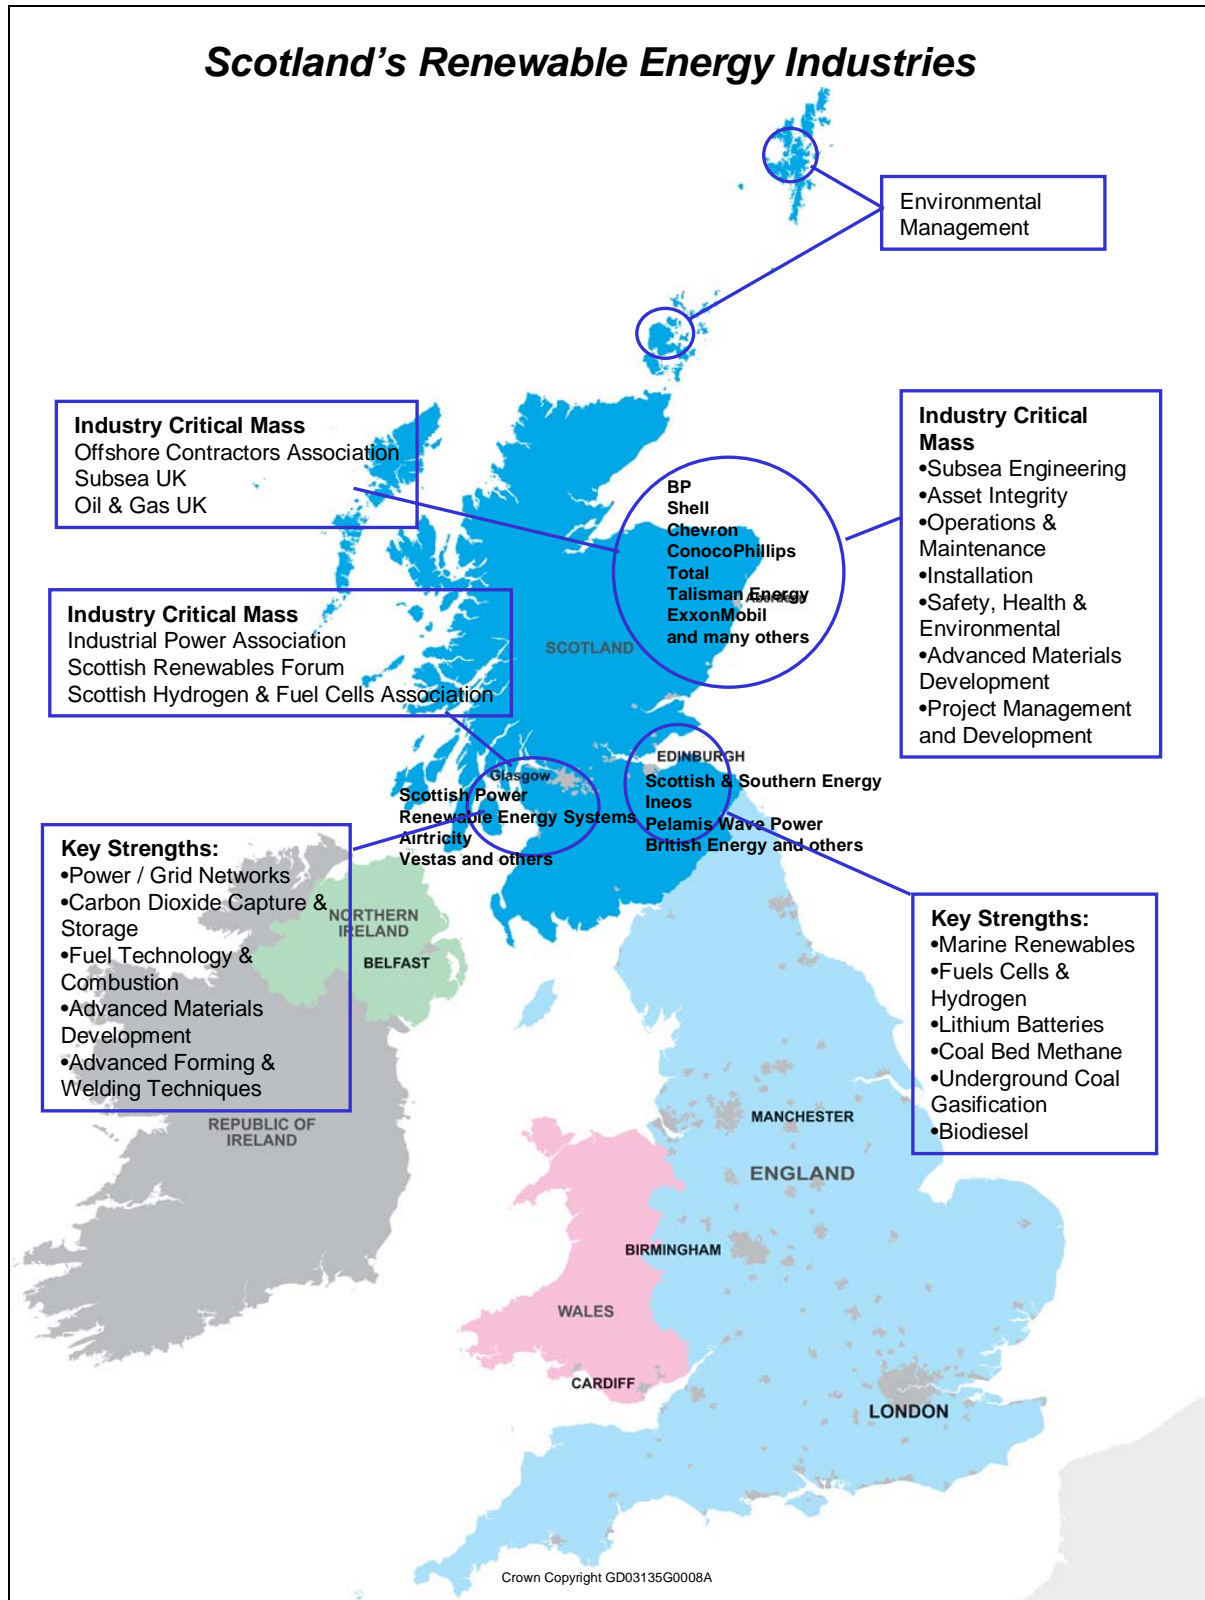 Scotland's Renewable Energy Industries
Environmental
Management
Industry Critical Mass
Offshore Contractors Association
Subsea UK
Oil & Gas UK
BP
Shell
Chevron
ConocoPhillips
Total
Talisman Energy
ExxonMobil
and many others
Aberdeen
Industry Critical
Mass
•Subsea Engineering
•Asset Integrity
•Operations &
Maintenance
•Installation
•Safety, Health &
Environmental
•Advanced Materials
Development
•Project Management
and Development
Industry Critical Mass
Industrial Power Association
Scottish Renewables Forum
Scottish Hydrogen & Fuel Cells Association
SCOTLAND
EDINBURGH
Glasgow
Scottish Power
Renewable Energy Systems
Airtricity
Vestas and others
Scottish & Southern Energy
Ineos
Pelamis Wave Power
British Energy and others
Key Strengths:
•Power / Grid Networks
•Carbon Dioxide Capture &
Storage
•Fuel Technology &
Combustion
•Advanced Materials
Development
•Advanced Forming &
Welding Techniques
NORTHERN
IRELAND
BELFAST
Key Strengths:
•Marine Renewables
•Fuels Cells &
Hydrogen
•Lithium Batteries
•Coal Bed Methane
•Underground Coal
Gasification
•Biodiesel
REPUBLIC OF
IRELAND
MANCHESTER
ENGLAND
BIRMINGHAM
WALES
CARDIFF
LONDON
Crown Copyright GD03135G0008A